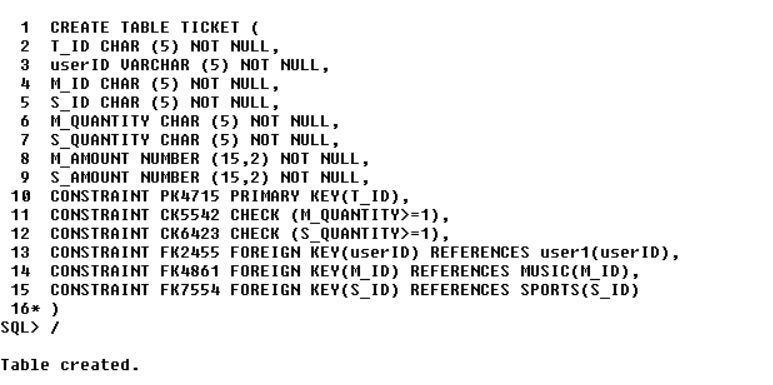 1 CREATE TABLE TICKET (
2 T_ID CHAR (5) NOT NULL,
3 userID VARCHAR (5) NOT NULL,
4 M_ID CHAR (5) NOT NULL,
5 S_ID CHAR (5) NOT NULL,
6 M_QUANTITY CHAR (5) NOT NULL,
7 S_QUANTITY CHAR (5) NOT NULL,
8 M_AMOUNT NUMBER (15,2) NOT NULL,
9 S_AMOUNT NUMBER (15,2) NOT NULL,
10 CONSTRAINT PK4715 PRIMARY KEY(T_ID),
11 CONSTRAINT CK5542 CHECK (M_QUANTITY>=1),
12 CONSTRAINT CK6423 CHECK (S_QUANTITY>=1),
13 CONSTRAINT FK2455 FOREIGN KEY(userID) REFERENCES user1(userID),
14 CONSTRAINT FK4861 FOREIGN KEY(M_ID) REFERENCES MUSIC(M_ID),
15 CONSTRAINT FK7554 FOREIGN KEY(S_ID) REFERENCES SPORTS(S_ID)
16* )
SQL> /
Table created.